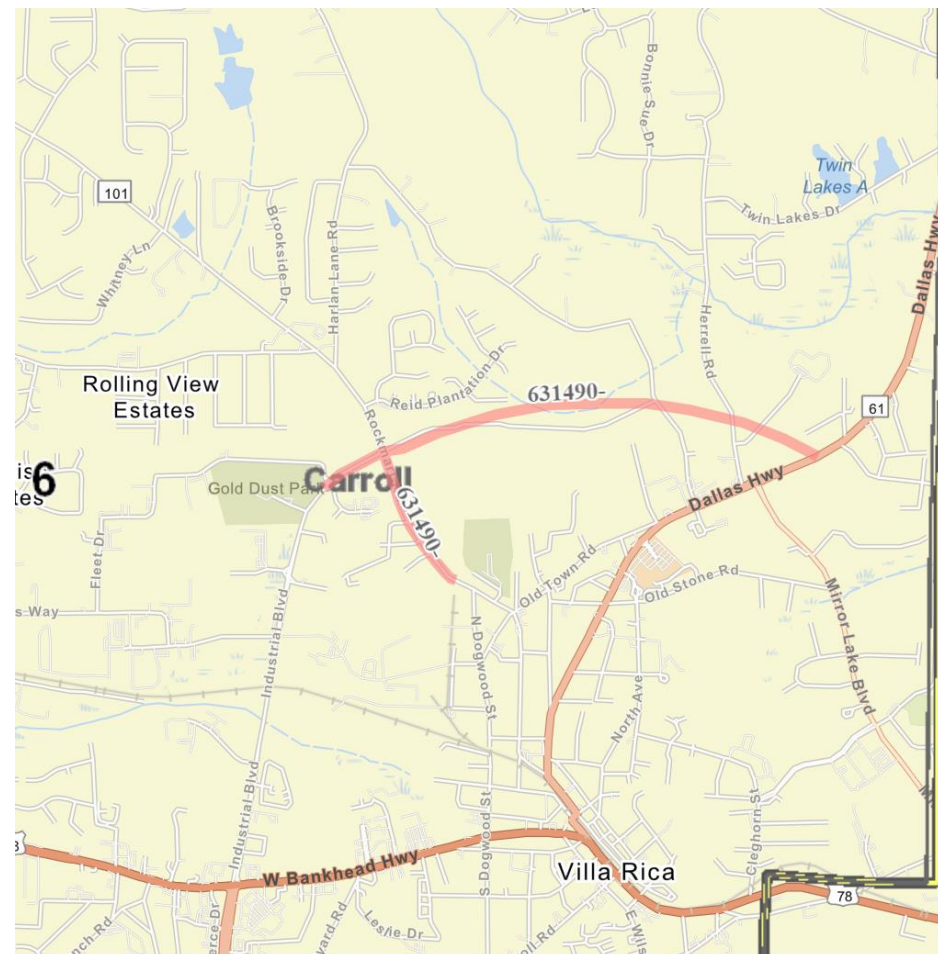 Bonnie Sue Dr
Twin
Lakes A
101
Twin Lakes Dr
Whitney Ln
Brookside Dr
Harlan Lane Rd
Dallas Hwy
Herrell Rd
Rolling View
Estates
Reid Plantation Dr
631490-
61
Rockmar
6
Carroll
Gold Dust Park
631490-
Dallas Hwy
Fleet Dr
Old Town Rd
Old Stone Rd
s Way
Industrial Blvd
N Dogwood St
North Ave
Mirror Lake Blvd
Industrial Blvd
S Dogwood St
Cleghorn St
W Bankhead Hwy
Villa Rica
78
Leslie Dr
E Wils